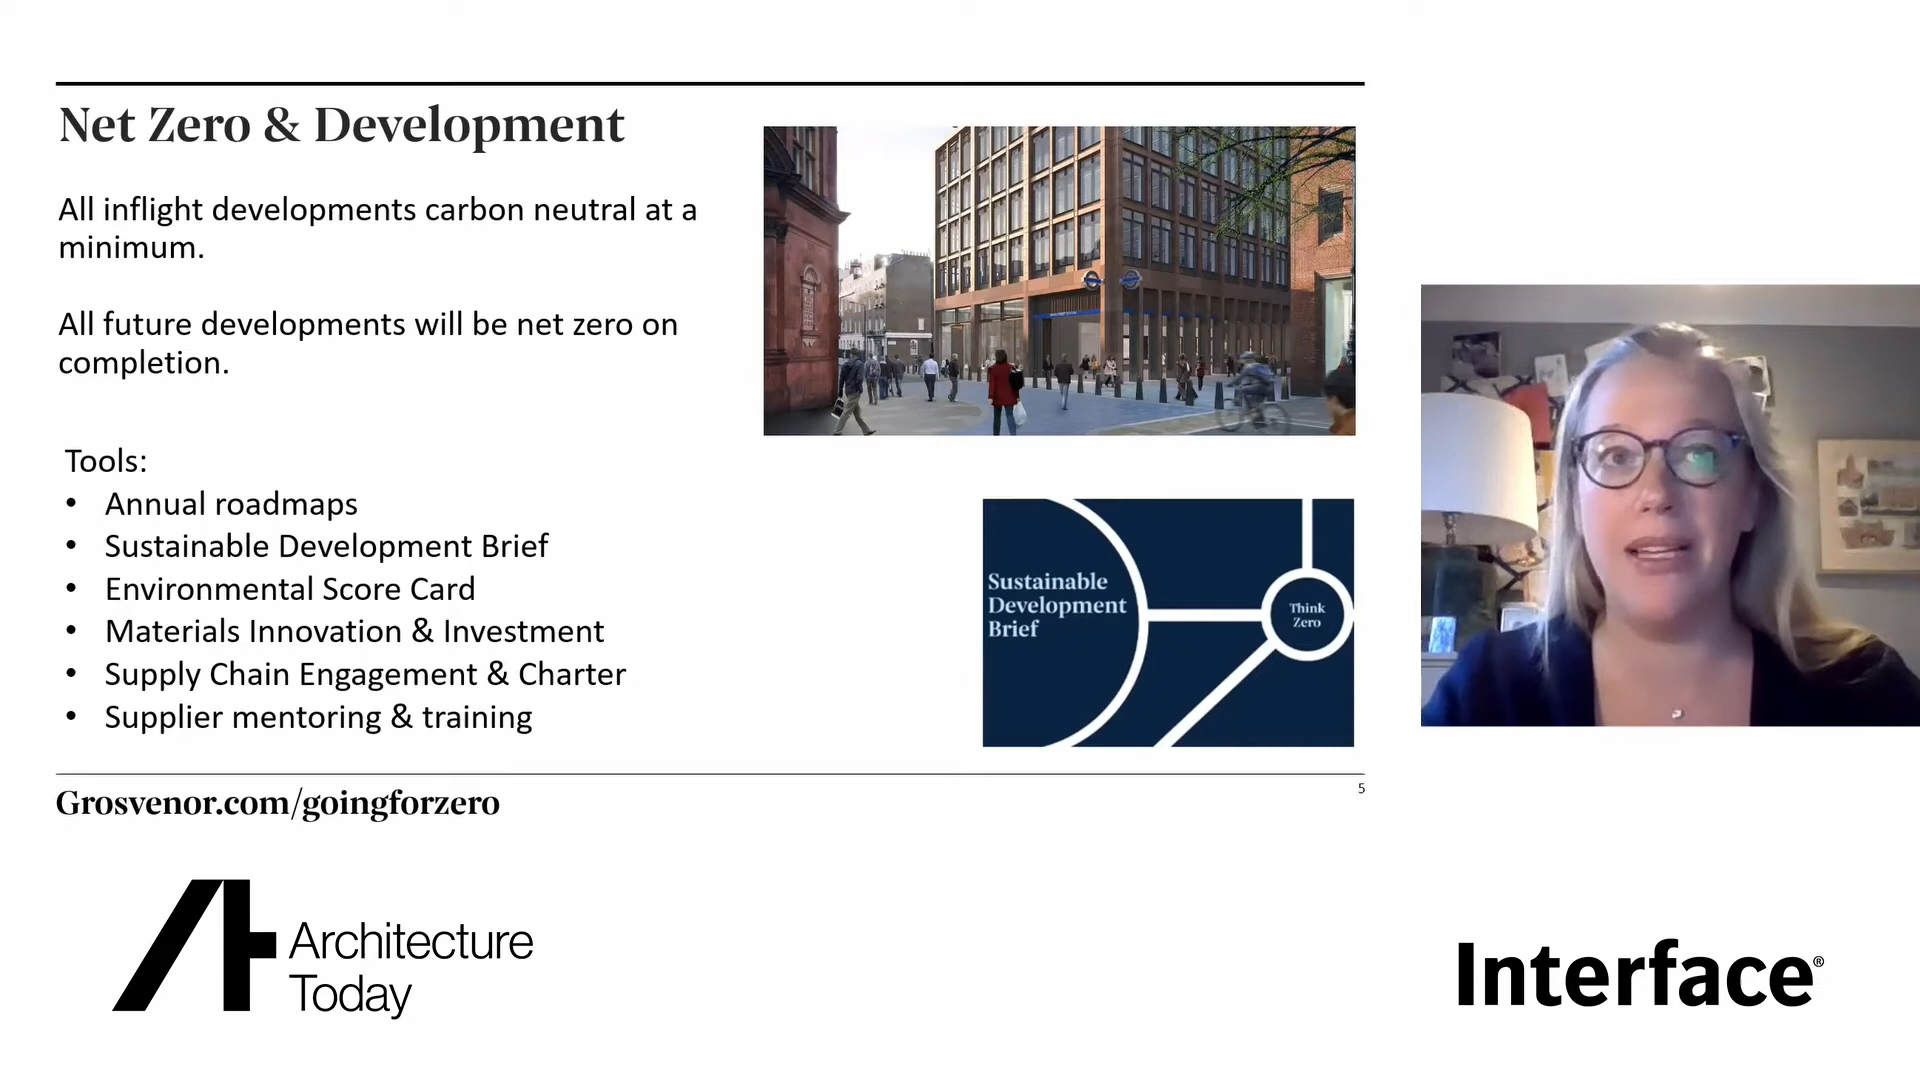 Net Zero & Development
All inflight developments carbon neutral at a
minimum.
All future developments will be net zero on
completion.
Tools:
• Annual roadmaps
• Sustainable Development Brief
• Environmental Score Card
• Materials Innovation & Investment
• Supply Chain Engagement & Charter
• Supplier mentoring & training
Sustainable
Development
Brief
Think
Zero
Grosvenor.com/goingforzero
5
Architecture
Today
Interface®